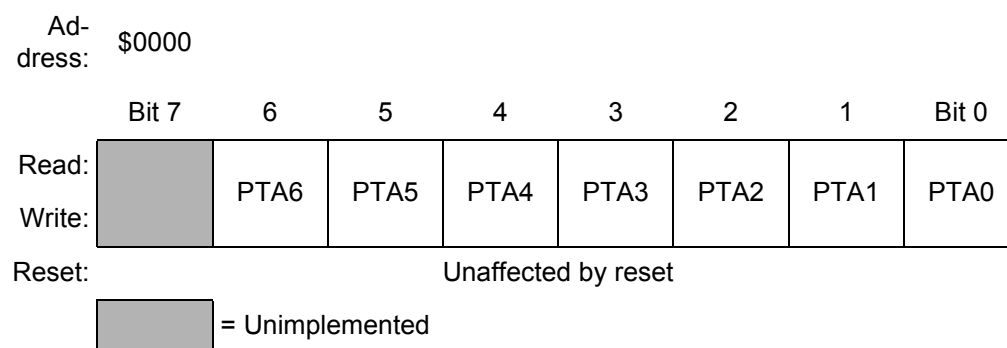 Ad-
dress: $0000
Bit 7 6 5 4 3 2 1 Bit 0
Read:
PTA6 PTA5 PTA4 PTA3 PTA2 PTA1 PTA0
Write:
Reset: Unaffected by reset
= Unimplemented